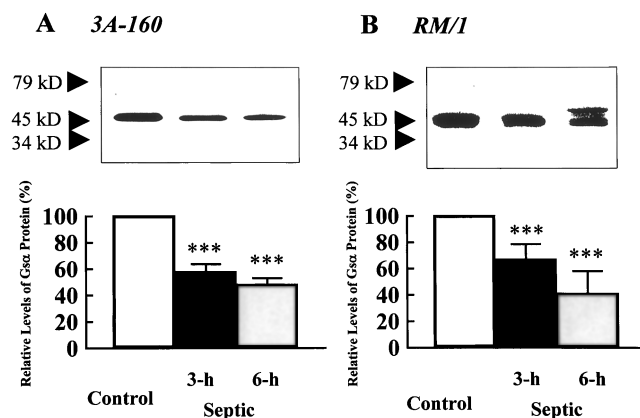 A 3A-160
79 kD
45 kD
34 kD
Relative Levels of Gsα Protein (%)
100
80
60
40
20
0
***
***
3-h
6-h
Control
Septic
B RM/1
79 kD
45 kD
34 kD
Relative Levels of Gsα Protein (%)
100
80
60
40
20
0
***
***
3-h
6-h
Control
Septic